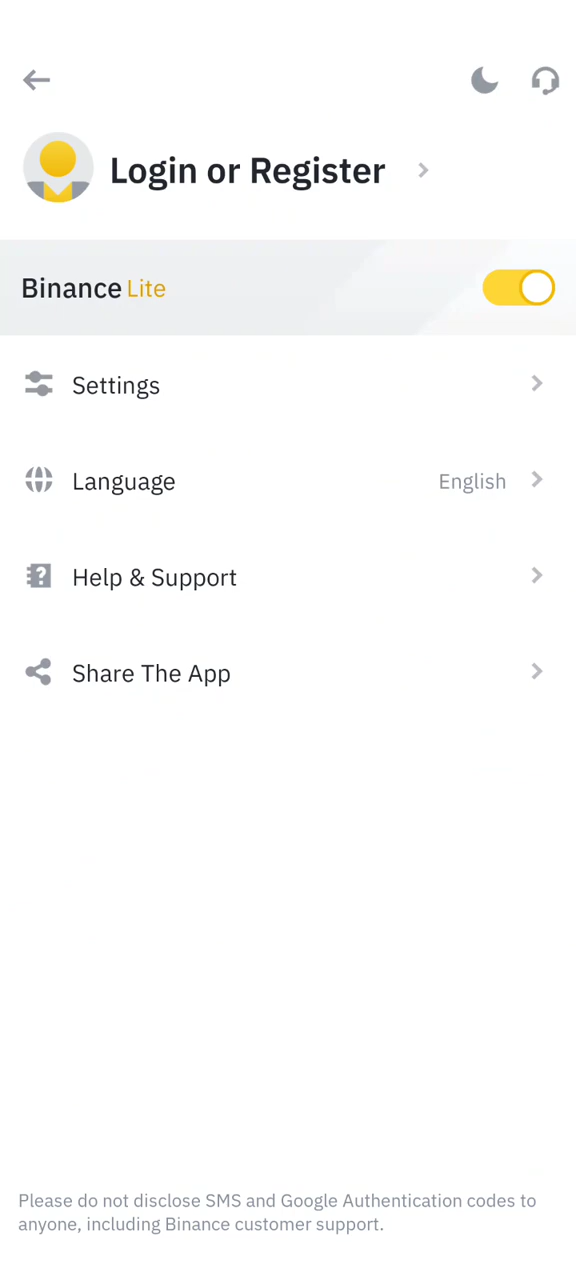 Login or Register
Binance Lite
Settings
Language English
Help & Support
Share The App
Please do not disclose SMS and Google Authentication codes to
anyone, including Binance customer support.